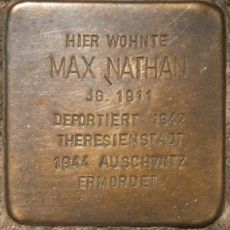 HIER WOHNTE
MAX NATHAN
JG. 1911
DEPORTIERT 1942
THERESIENSTADT
1944 AUSCHWITZ
ERMORDET